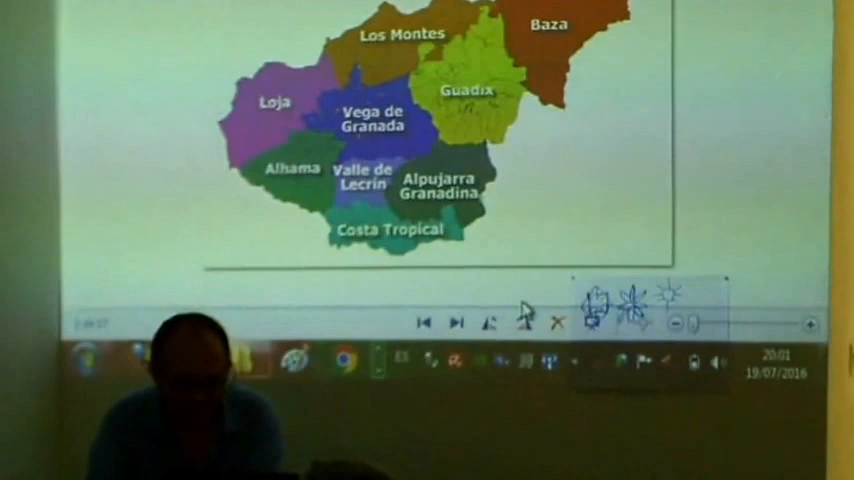 Baza
Los Montes
Guadix
Loja
Vega de
Granada
Alhama
Valle de
Lecrín
Alpujarra
Granadina
Costa Tropical
ES
20:01
19/07/2016